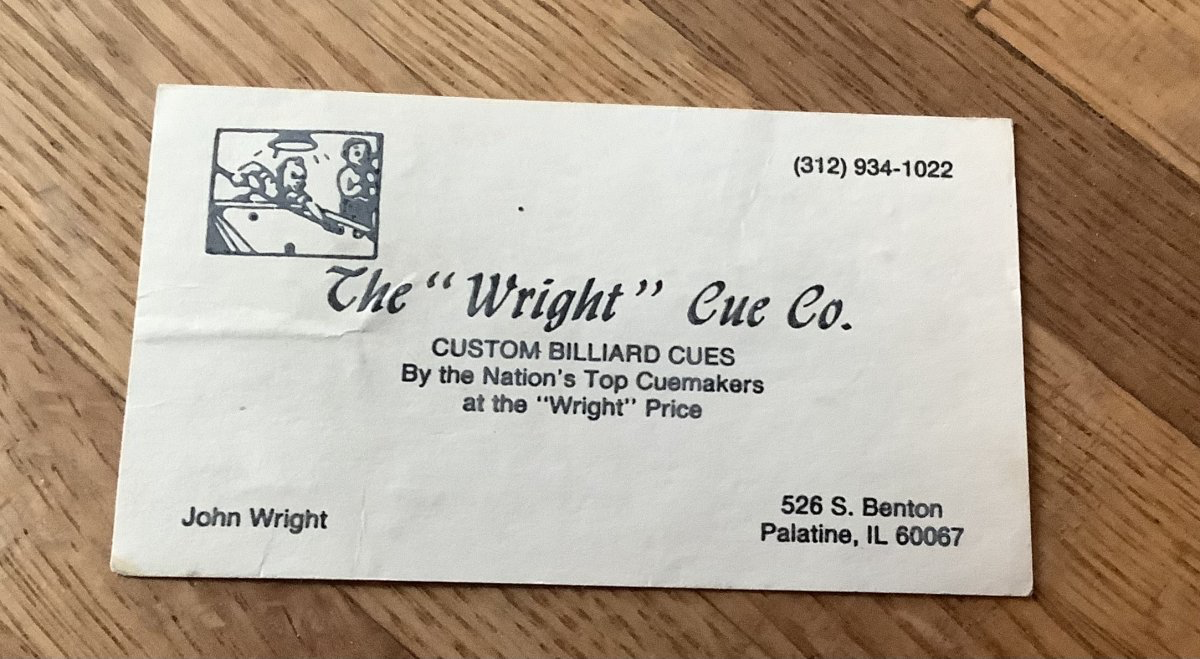 (312) 934-1022
The "Wright" Cue Co.
CUSTOM BILLIARD CUES
By the Nation's Top Cuemakers
at the "Wright" Price
John Wright
526 S. Benton
Palatine, IL 60067